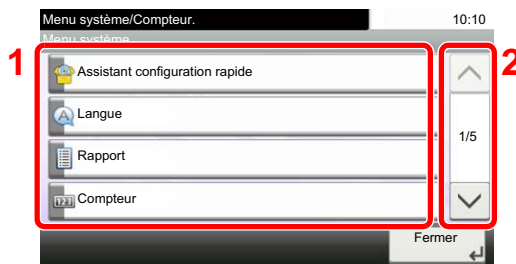 Menu système/Compteur. 10:10
Menu système
1 2
Assistant configuration rapide
Langue
1/5
Rapport
123 Compteur
Fermer